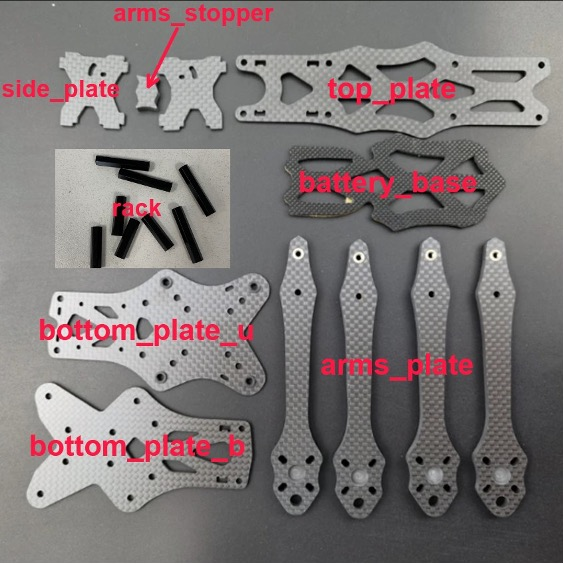 arms_stopper
side_plate
top_plate
battery_base
rack
bottom_plate_u
arms_plate
bottom_plate_b